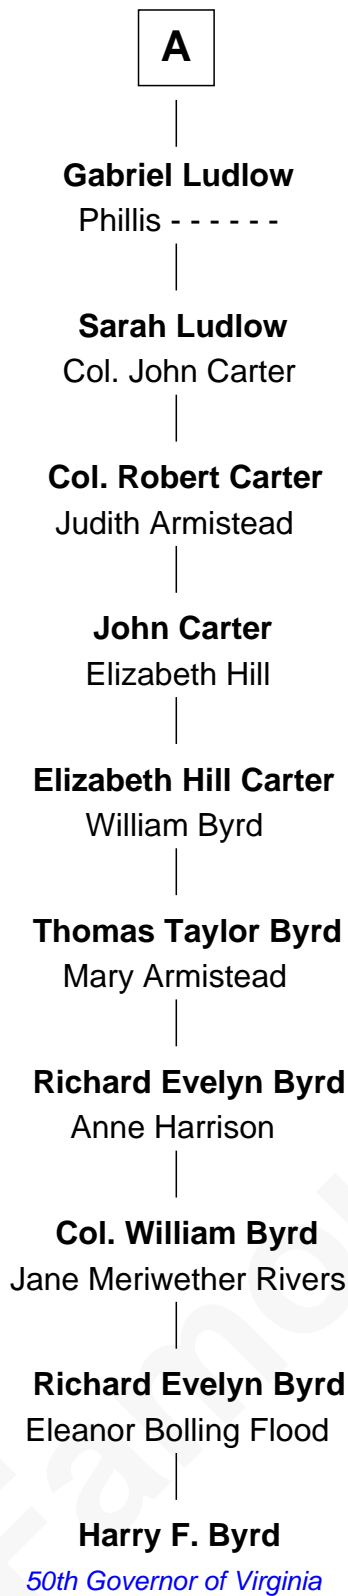 A
Gabriel Ludlow
Phillis - - - - - -
Sarah Ludlow
Col. John Carter
Col. Robert Carter
Judith Armistead
John Carter
Elizabeth Hill
Elizabeth Hill Carter
William Byrd
Thomas Taylor Byrd
Mary Armistead
Richard Evelyn Byrd
Anne Harrison
Col. William Byrd
Jane Meriwether Rivers
Richard Evelyn Byrd
Eleanor Bolling Flood
Harry F. Byrd
50th Governor of Virginia